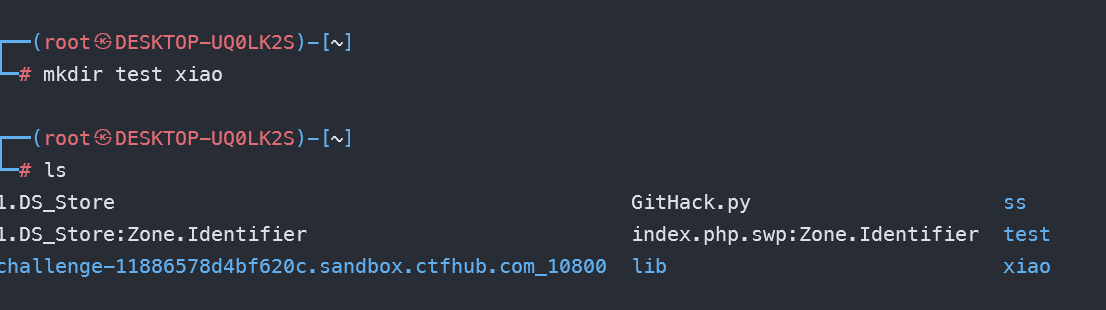 ┌──(root㉿DESKTOP-UQ0LK2S)-[~]
└─# mkdir test xiao
┌──(root㉿DESKTOP-UQ0LK2S)-[~]
└─# ls
1.DS_Store GitHack.py ss
1.DS_Store:Zone.Identifier index.php.swp:Zone.Identifier test
challenge-11886578d4bf620c.sandbox.ctfhub.com_10800 lib xiao